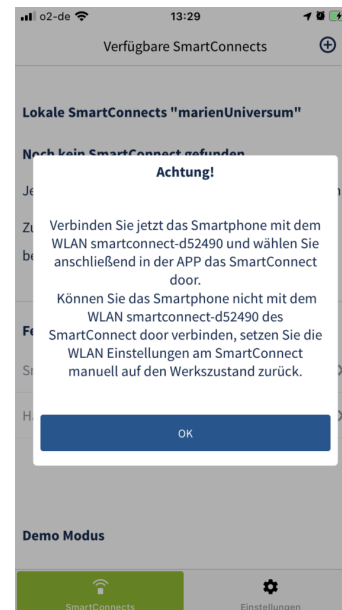 o2-de
13:29
Verfügbare SmartConnects
Lokale SmartConnects "marienUniversum"
Noch kein SmartConnect gefunden
Achtung!
Verbinden Sie jetzt das Smartphone mit dem
WLAN smartconnect-d52490 und wählen Sie
anschließend in der APP das SmartConnect
door.
Können Sie das Smartphone nicht mit dem
WLAN smartconnect-d52490 des
SmartConnect door verbinden, setzen Sie die
WLAN Einstellungen am SmartConnect
manuell auf den Werkszustand zurück.
OK
Demo Modus
SmartConnects
Einstellungen